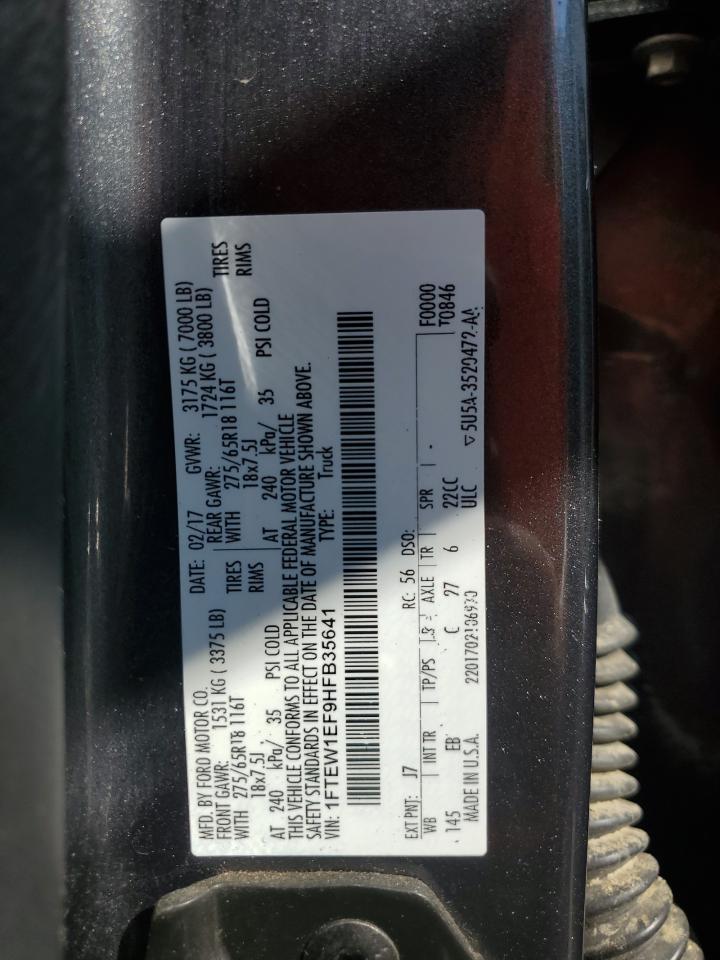 MFD. BY FORD MOTOR CO.
DATE: 02/17 GVWR: 3175 KG ( 7000 LB)
FRONT GAWR: 1531 KG ( 3375 LB) REAR GAWR: 1724 KG ( 3800 LB)
WITH 275/65R18 116T TIRES WITH 275/65R18 116T TIRES
18x7.5J RIMS 18x7.5J RIMS
AT 240 kPa/ 35 PSI COLD AT 240 kPa/ 35 PSI COLD
THIS VEHICLE CONFORMS TO ALL APPLICABLE FEDERAL MOTOR VEHICLE
SAFETY STANDARDS IN EFFECT ON THE DATE OF MANUFACTURE SHOWN ABOVE.
VIN: 1FTEW1EF9HFB35641 TYPE: Truck
EXT PNT: J7 RC: 56 DSO: F0000
WB INT TR TP/PS R AXLE TR SPR T0846
145 EB C 27 6 22CC
MADE IN U.S.A. ULC
▽5U5A-3520472-AA